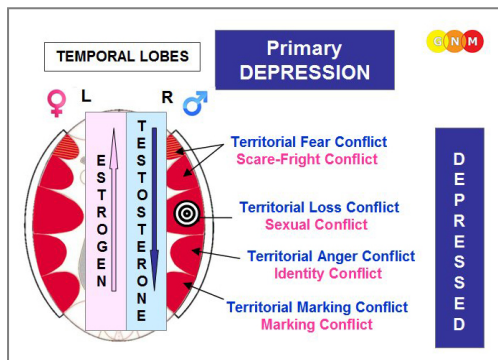 TEMPORAL LOBES
Primary
DEPRESSION
GNM
L
R
ESTROGEN
TESTOSTERONE
Territorial Fear Conflict
Scare-Fright Conflict
Territorial Loss Conflict
Sexual Conflict
Territorial Anger Conflict
Identity Conflict
Territorial Marking Conflict
Marking Conflict
DEPRESSED